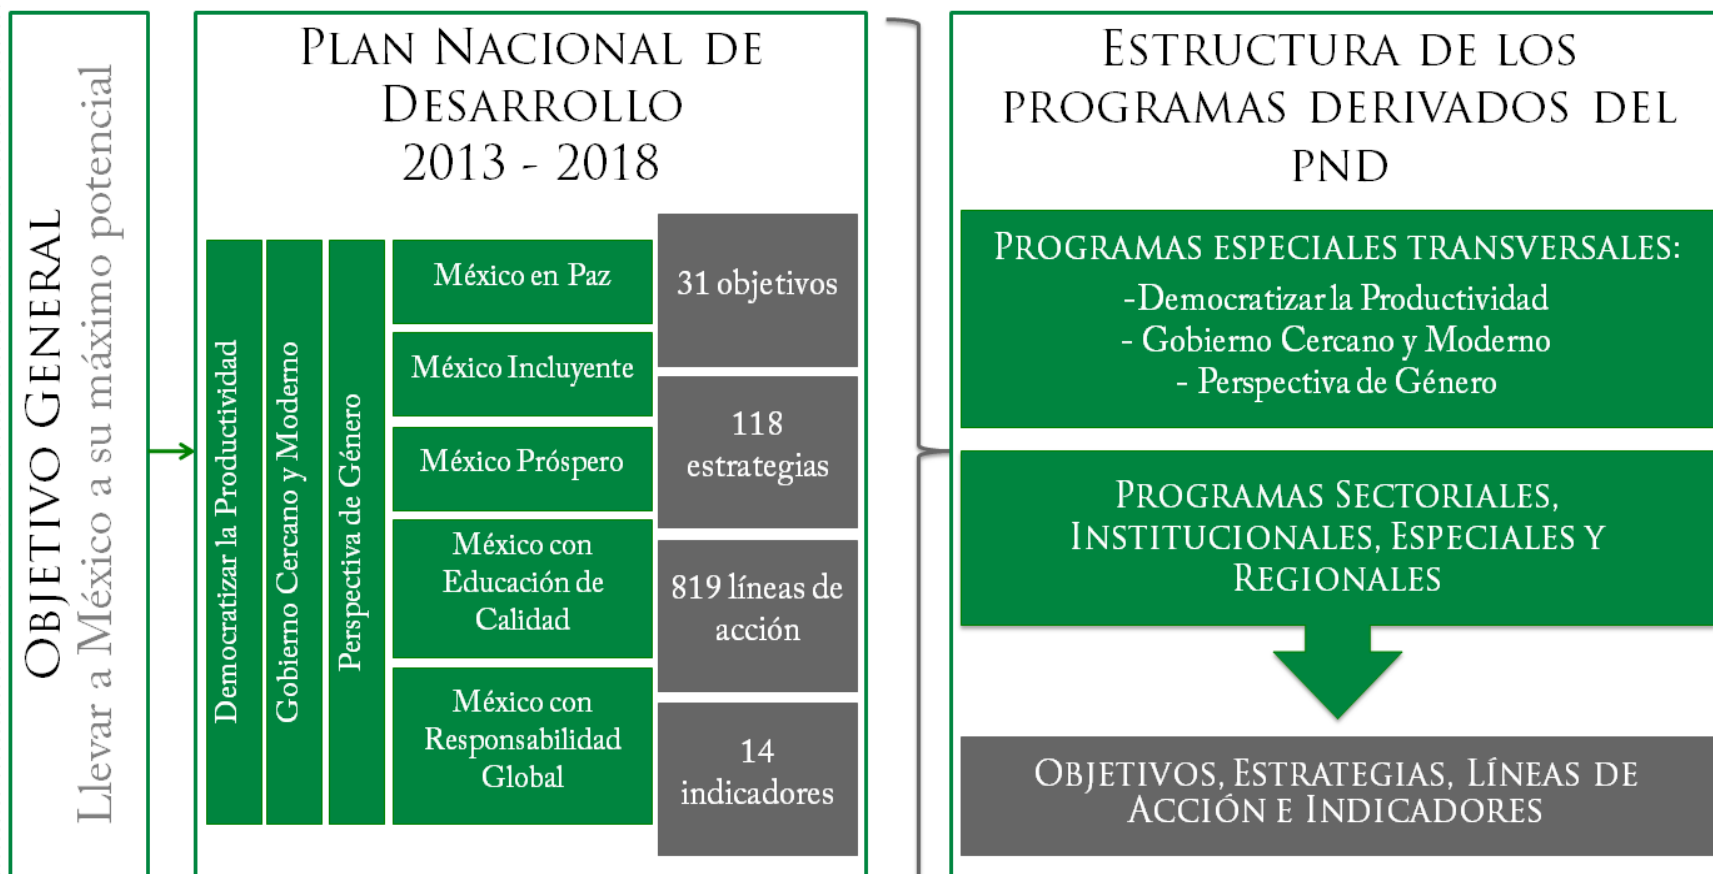 OBJETIVO GENERAL
Llevar a México a su máximo potencial
PLAN NACIONAL DE
DESARROLLO
2013 - 2018
Democratizar la Productividad
Gobierno Cercano y Moderno
Perspectiva de Género
México en Paz
México Incluyente
México Próspero
México con
Educación de
Calidad
México con
Responsabilidad
Global
31 objetivos
118
estrategias
819 líneas de
acción
14
indicadores
ESTRUCTURA DE LOS
PROGRAMAS DERIVADOS DEL
PND
PROGRAMAS ESPECIALES TRANSVERSALES:
-Democratizar la Productividad
- Gobierno Cercano y Moderno
- Perspectiva de Género
PROGRAMAS SECTORIALES,
INSTITUCIONALES, ESPECIALES Y
REGIONALES
OBJETIVOS, ESTRATEGIAS, LÍNEAS DE
ACCIÓN E INDICADORES